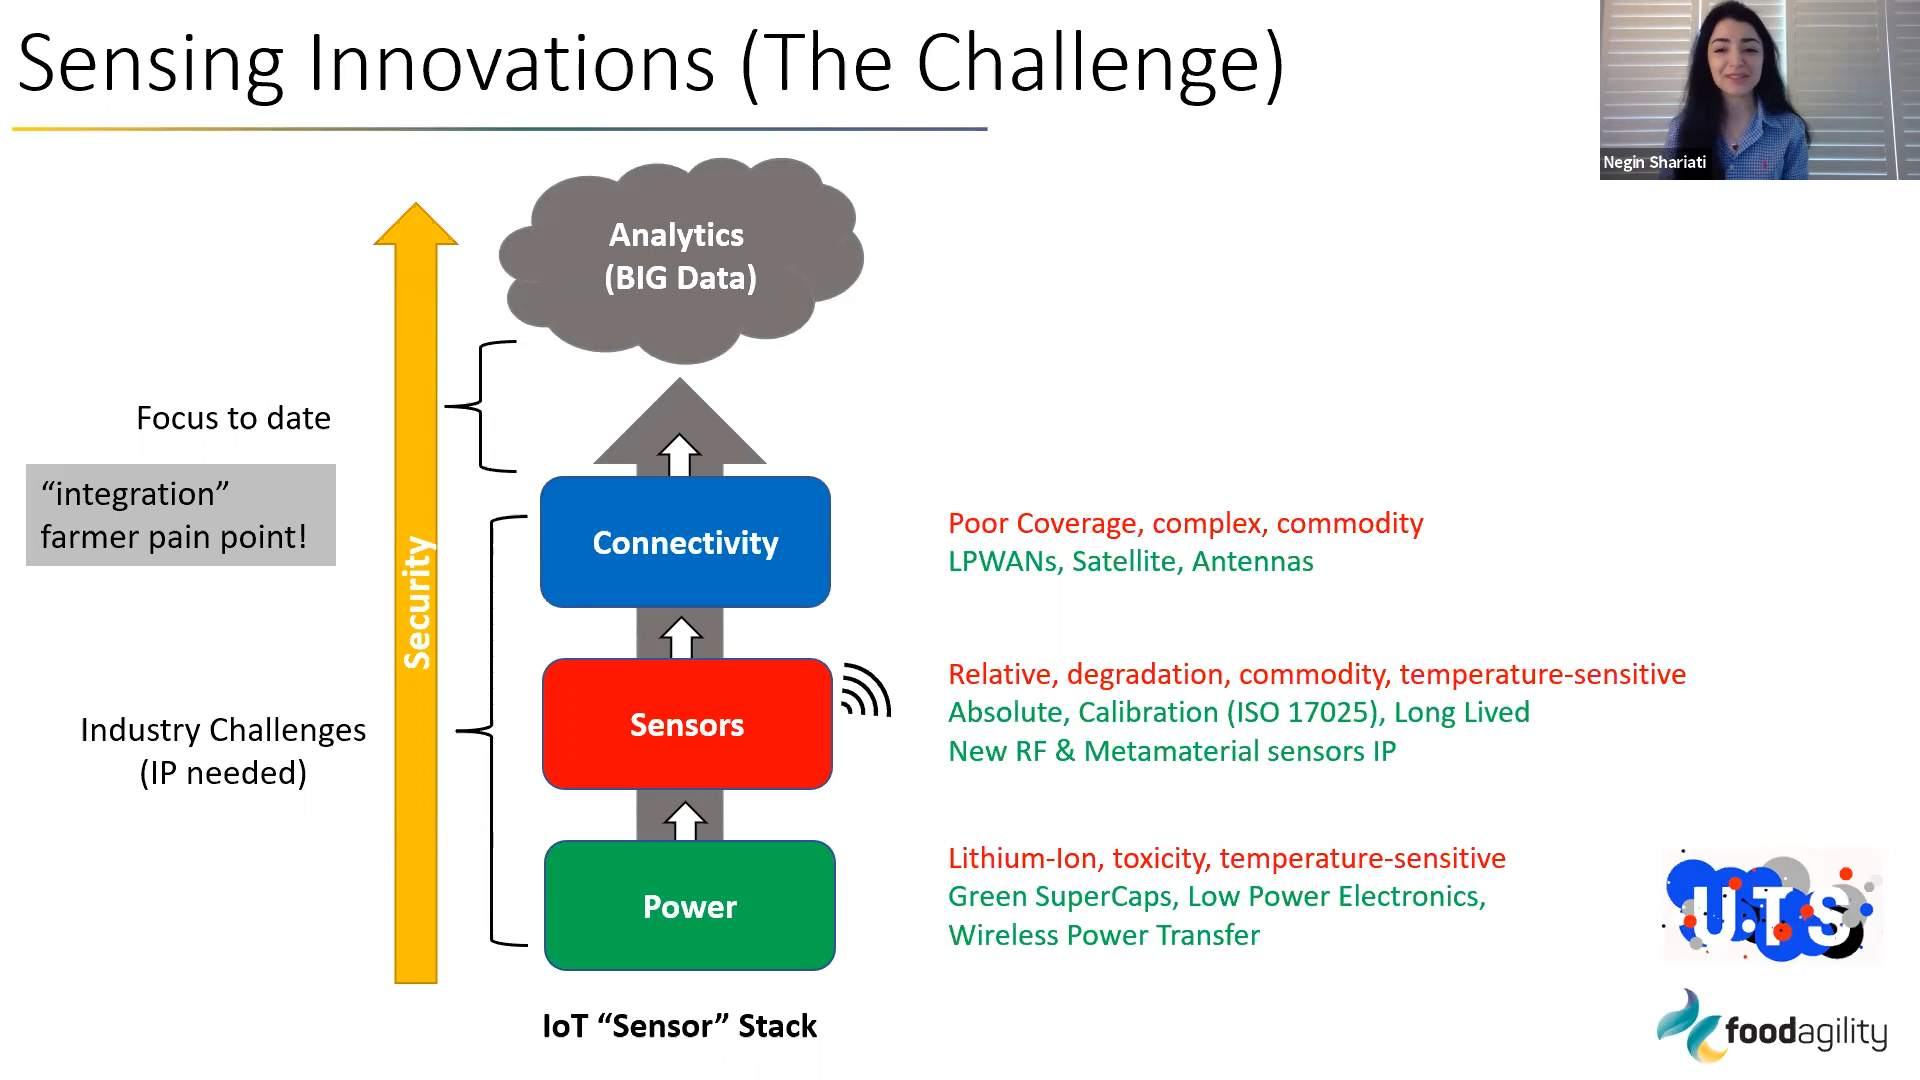 Sensing Innovations (The Challenge)
Negin Shariati
Analytics
(BIG Data)
Focus to date
“integration”
farmer pain point!
Security
Connectivity
Poor Coverage, complex, commodity
LPWANs, Satellite, Antennas
Industry Challenges
(IP needed)
Sensors
Relative, degradation, commodity, temperature-sensitive
Absolute, Calibration (ISO 17025), Long Lived
New RF & Metamaterial sensors IP
Power
Lithium-Ion, toxicity, temperature-sensitive
Green SuperCaps, Low Power Electronics,
Wireless Power Transfer
IoT “Sensor” Stack
U.T.S
foodagility